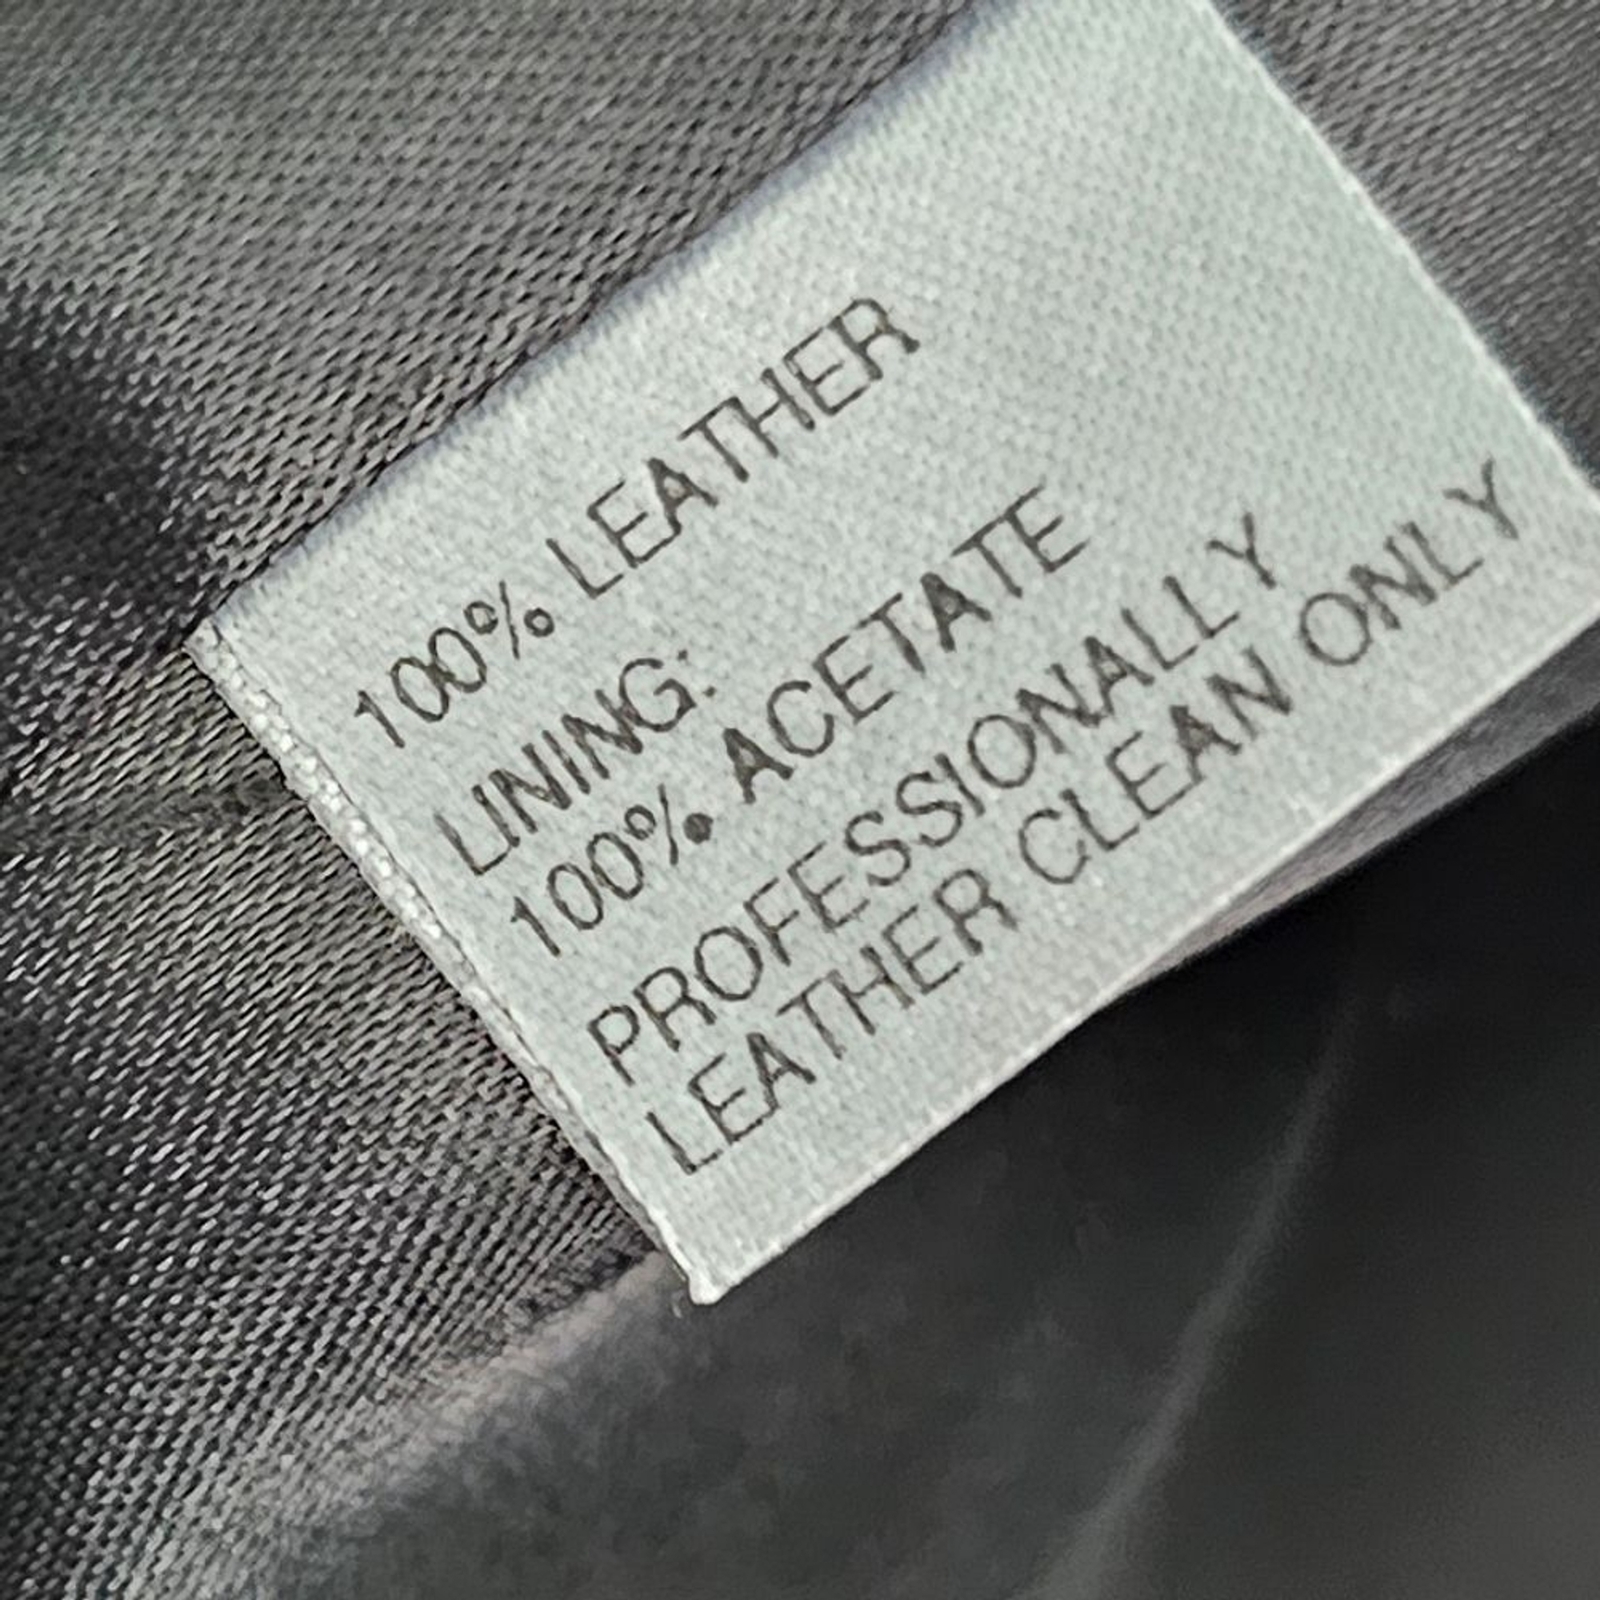 100% LEATHER
LINING:
100% ACETATE
PROFESSIONALLY
LEATHER CLEAN ONLY